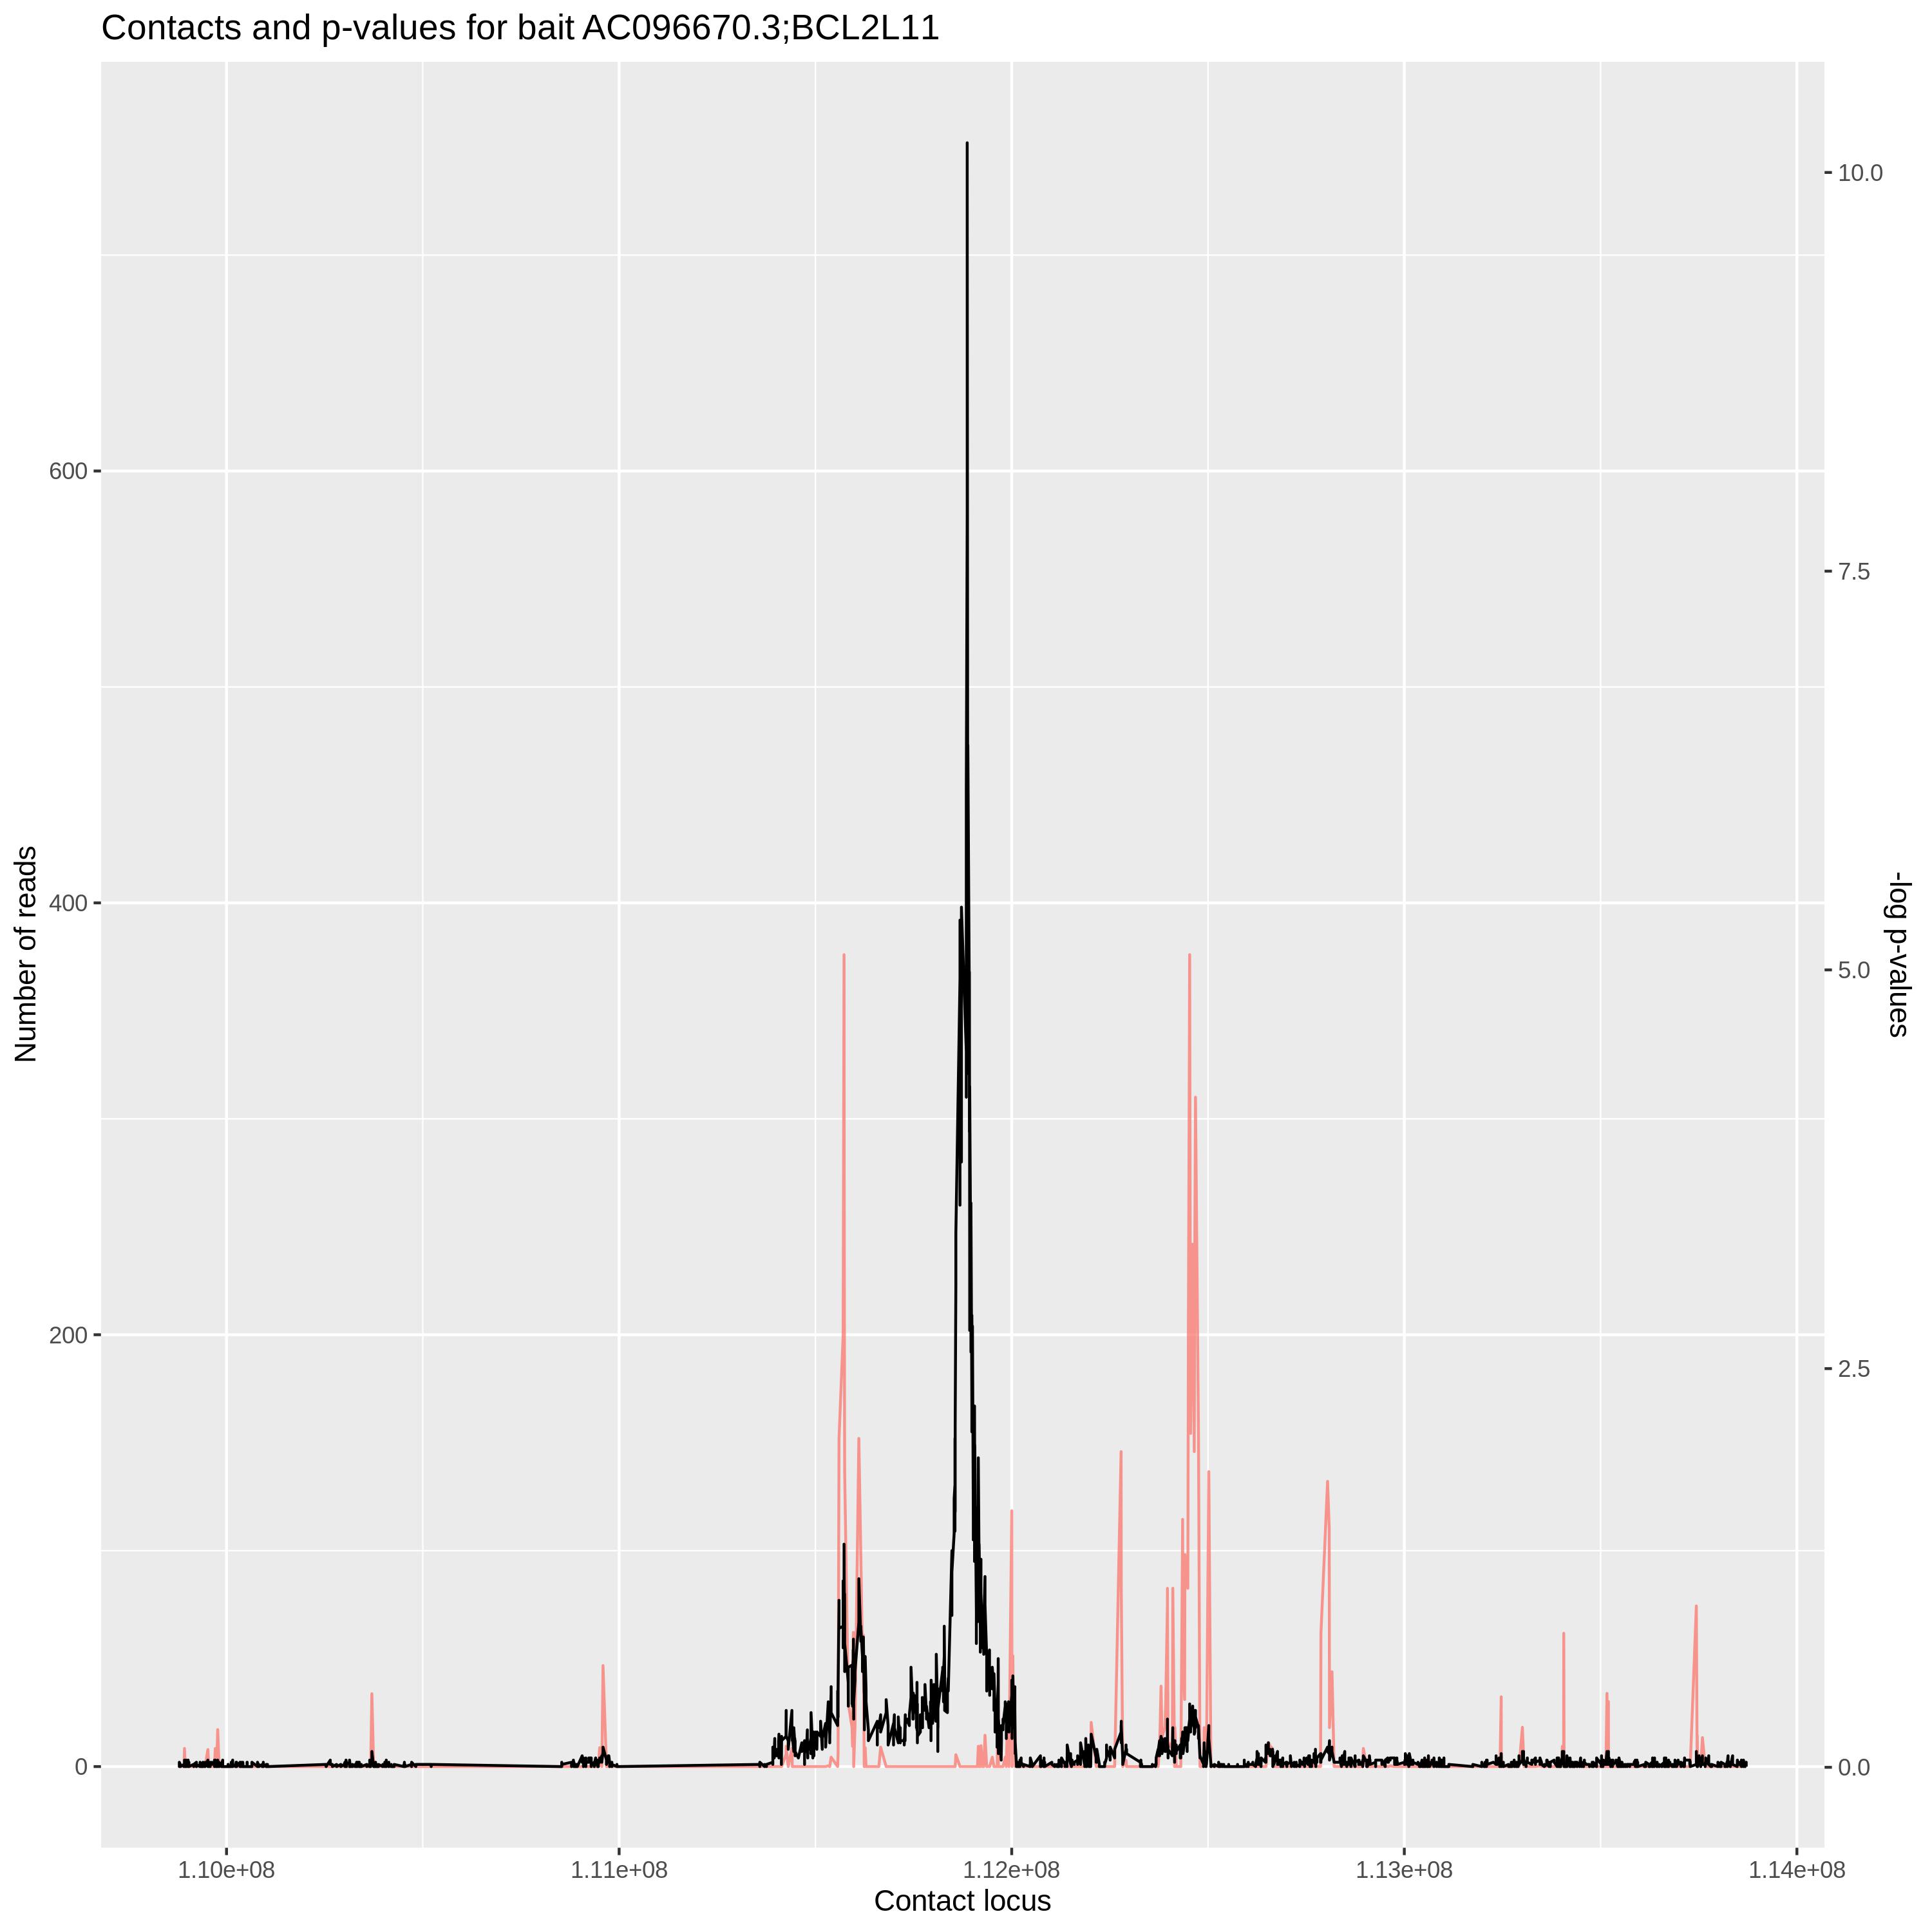 Contacts and p-values for bait AC096670.3;BCL2L11
Number of reads
600
400
200
0
10.0
7.5
5.0
2.5
0.0
-log p-values
1.10e+08
1.11e+08
1.12e+08
1.13e+08
1.14e+08
Contact locus